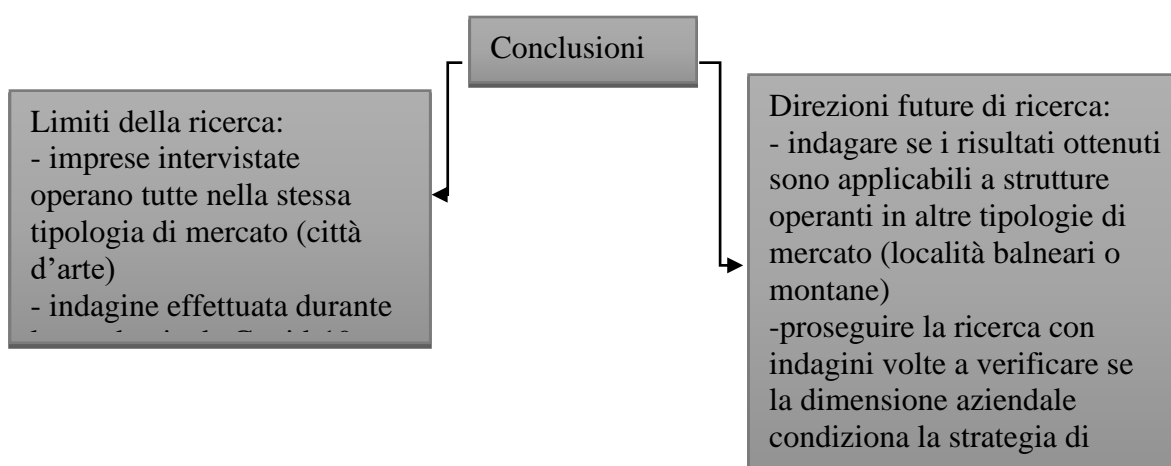 Conclusioni
Limiti della ricerca:
- imprese intervistate
operano tutte nella stessa
tipologia di mercato (città
d’arte)
- indagine effettuata durante
Direzioni future di ricerca:
- indagare se i risultati ottenuti
sono applicabili a strutture
operanti in altre tipologie di
mercato (località balneari o
montane)
-proseguire la ricerca con
indagini volte a verificare se
la dimensione aziendale
condiziona la strategia di